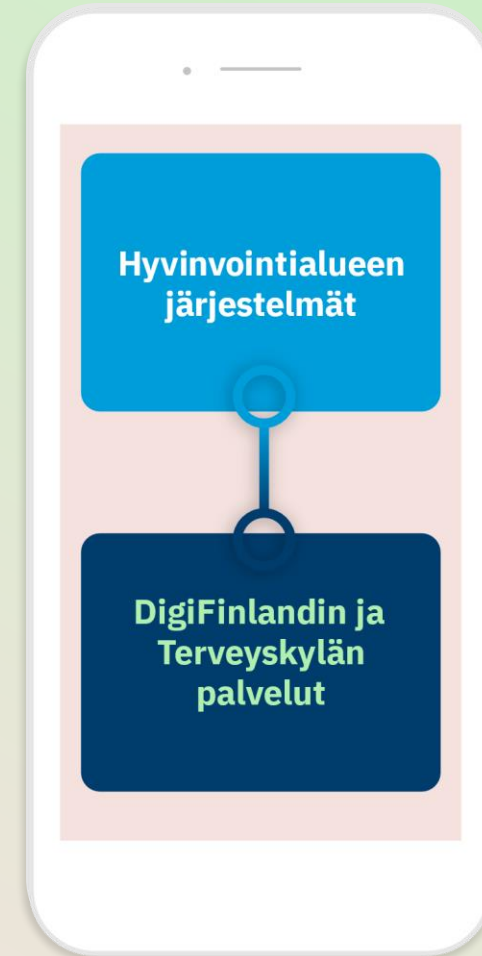 Hyvinvointialueen
järjestelmät
DigiFinlandin ja
Terveyskylän
palvelut